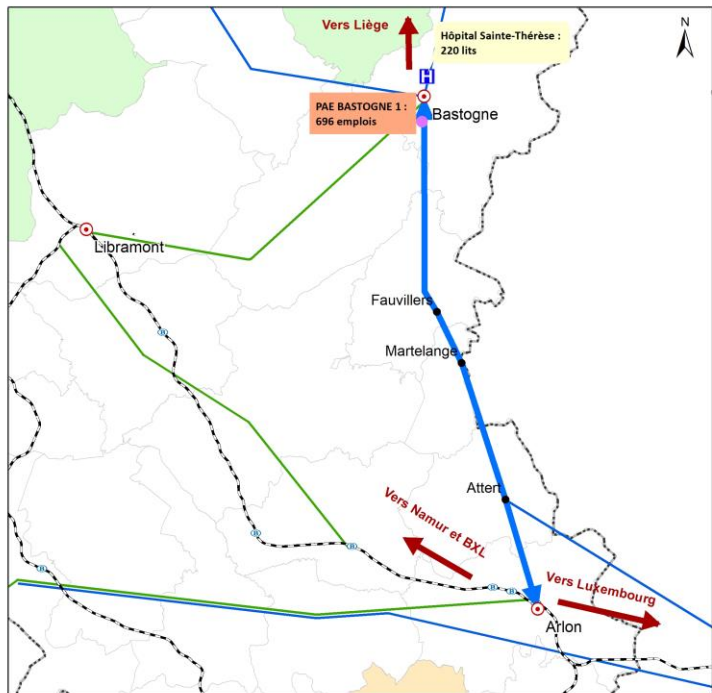 Vers Liège
Hôpital Sainte-Thérèse :
220 lits
N
H
PAE BASTOGNE 1 :
696 emplois
Bastogne
Libramont
Fauvillers
B
Martelange
Attert
Vers Namur et BXL
B
B
B
Vers Luxembourg
B
B
Arlon